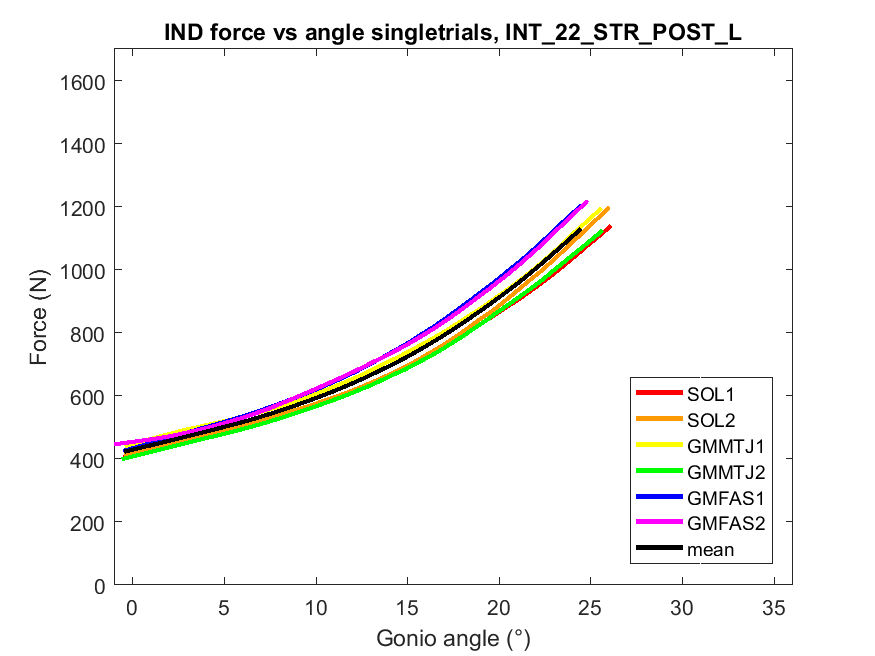 IND force vs angle singletrials, INT_22_STR_POST_L
1600
1400
1200
1000
800
600
400
200
0
Force (N)
0 5 10 15 20 25 30 35
Gonio angle (°)
SOL1
SOL2
GMMTJ1
GMMTJ2
GMFAS1
GMFAS2
mean